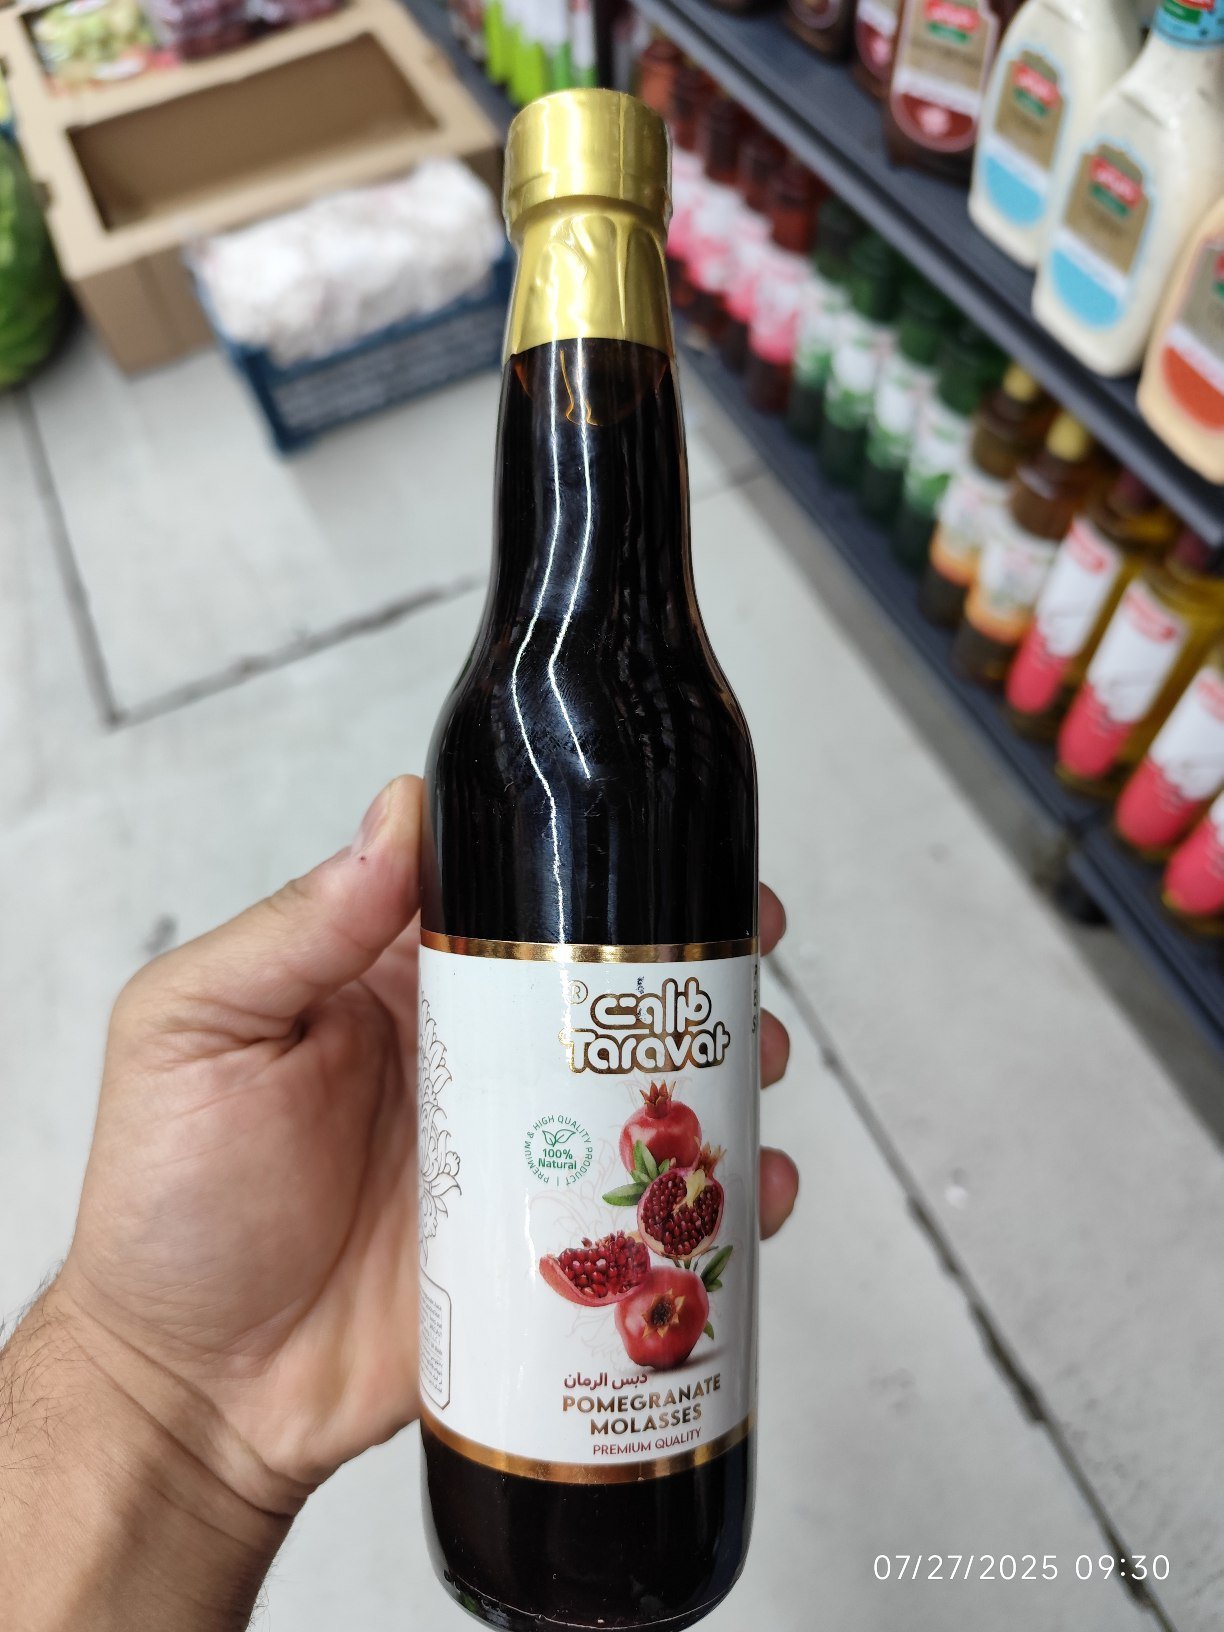 طراوت ®
Taravat
PREMIUM & HIGH QUALITY PRODUCT |
100%
Natural
دبس الرمان
POMEGRANATE
MOLASSES
PREMIUM QUALITY
07/27/2025 09:30